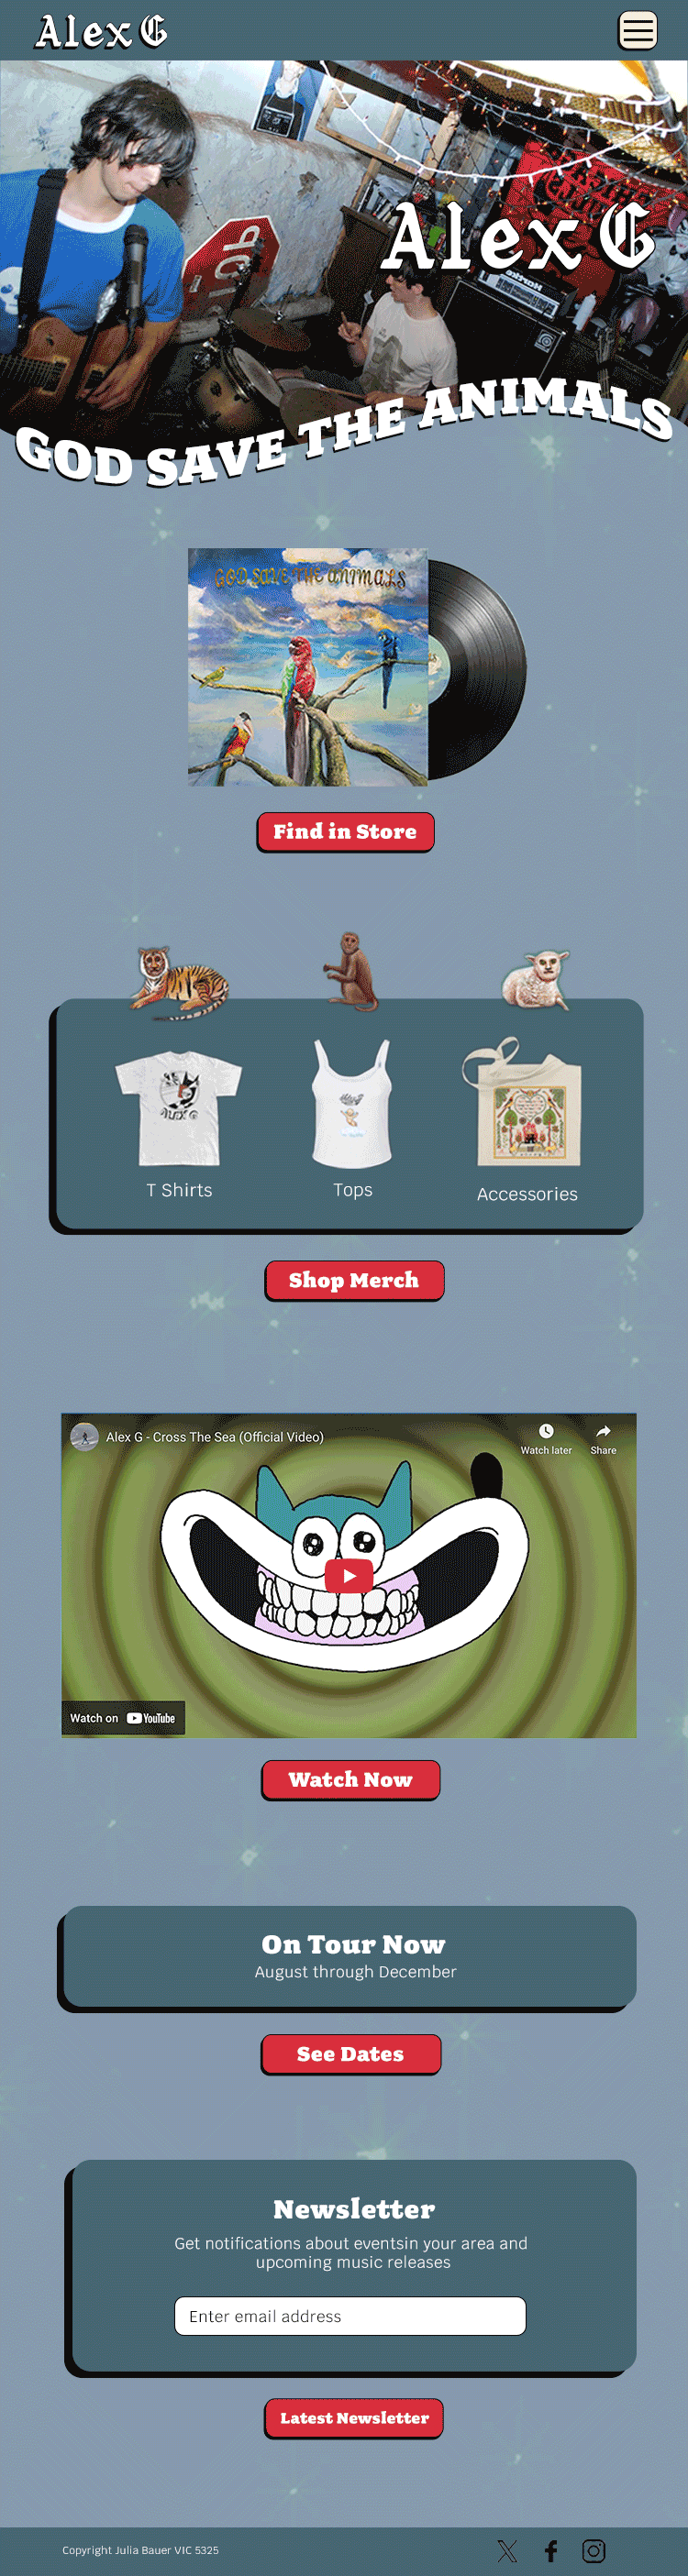 Alex G
Alex G
GOD SAVE THE ANIMALS
GOD SAVE THE ANIMALS
Find in Store
ALEX G
T Shirts
Tops
Accessories
Shop Merch
Alex G - Cross The Sea (Official Video)
Watch later
Share
Watch on YouTube
Watch Now
On Tour Now
August through December
See Dates
Newsletter
Get notifications about eventsin your area and
upcoming music releases
Enter email address
Latest Newsletter
Copyright Julia Bauer VIC 5325